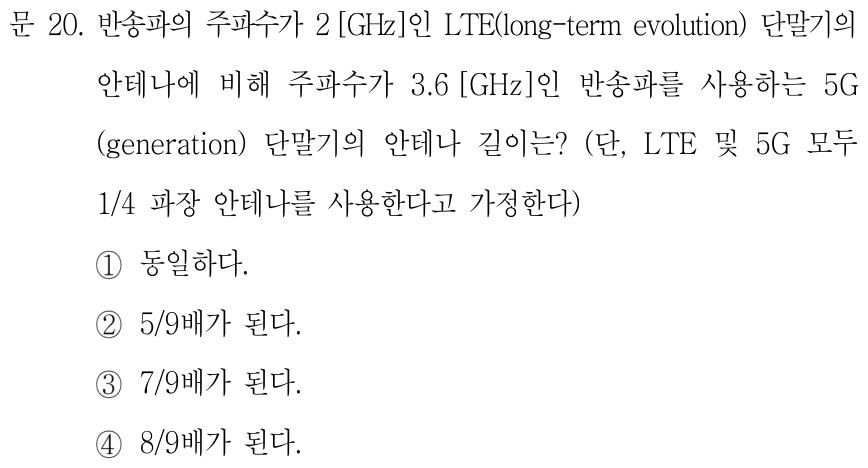 문 20. 반송파의 주파수가 2 [GHz]인 LTE(long-term evolution) 단말기의
안테나에 비해 주파수가 3.6 [GHz]인 반송파를 사용하는 5G
(generation) 단말기의 안테나 길이는? (단, LTE 및 5G 모두
1/4 파장 안테나를 사용한다고 가정한다)
① 동일하다.
② 5/9배가 된다.
③ 7/9배가 된다.
④ 8/9배가 된다.